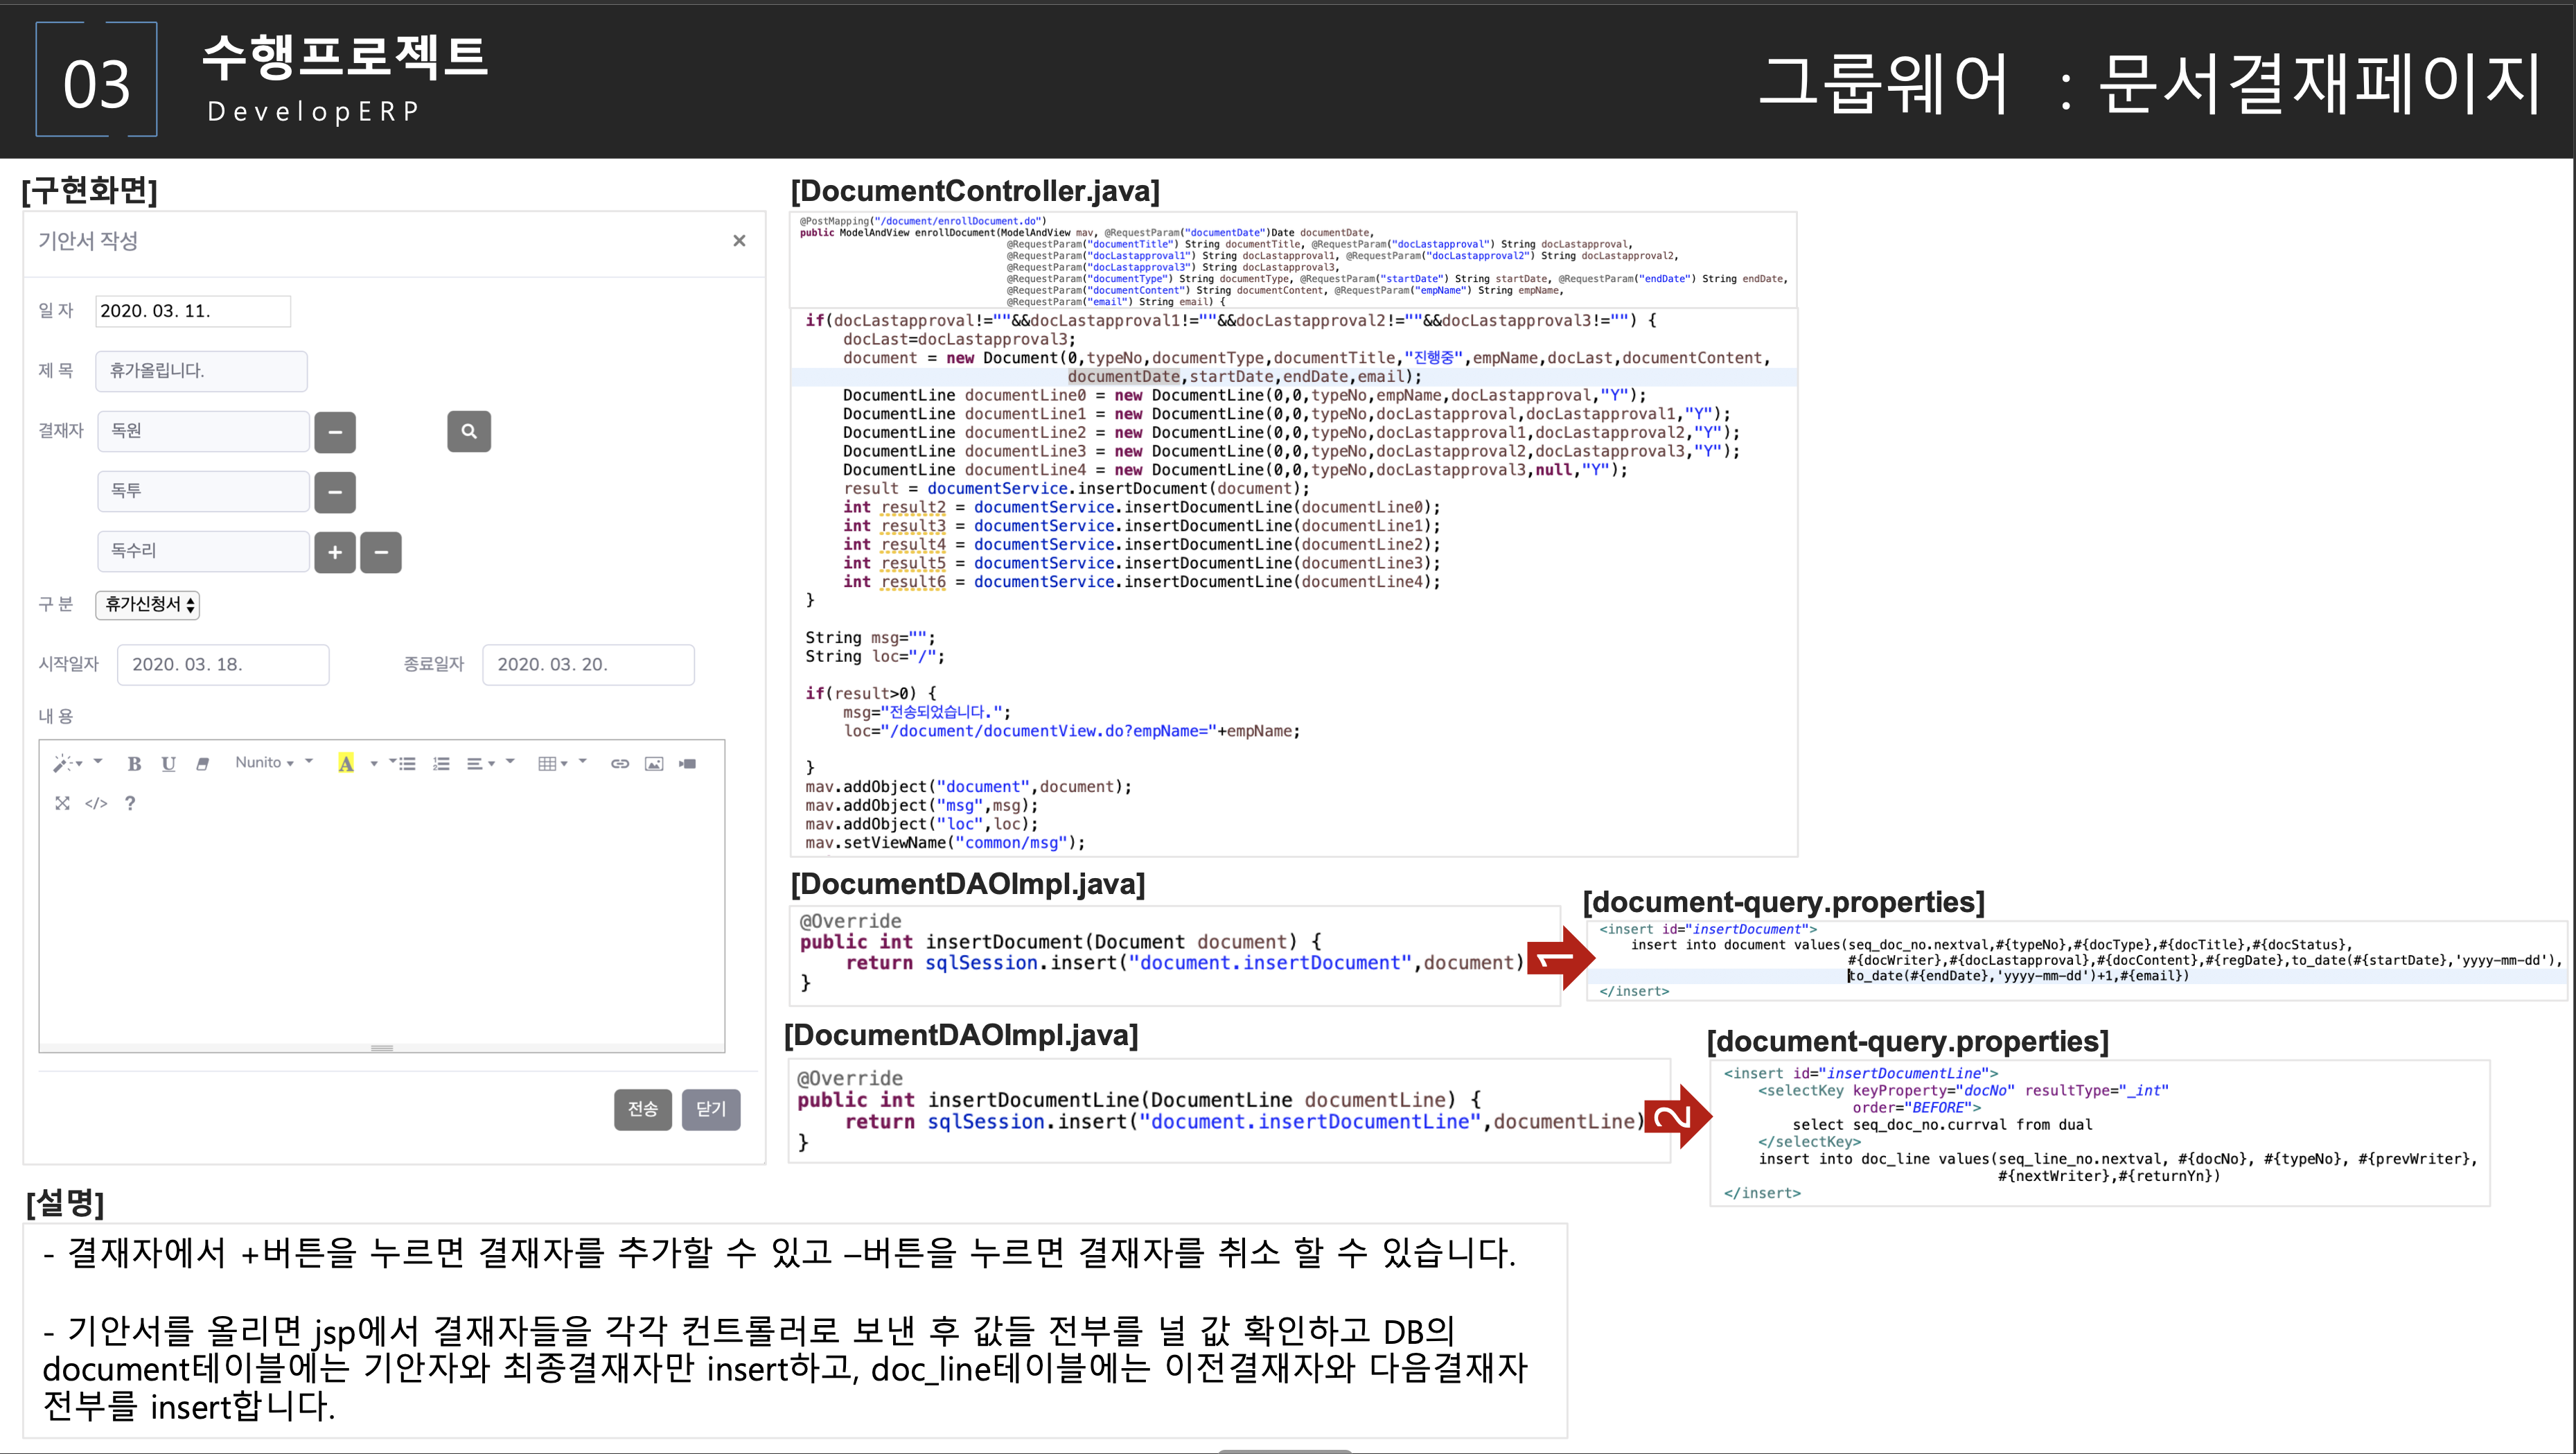 03
수행프로젝트
DevelopERP
그룹웨어 : 문서결재페이지
[구현화면]
기안서 작성
×
일 자 2020. 03. 11.
제 목 휴가올립니다.
결재자 독원
독투
독수리
구 분 휴가신청서
시작일자 2020. 03. 18. 종료일자 2020. 03. 20.
내 용
B U Nunito A
</> ?
전송 닫기
[DocumentController.java]
@PostMapping("/document/enrollDocument.do")
public ModelAndView enrollDocument(ModelAndView mav, @RequestParam("documentDate")Date documentDate,
@RequestParam("documentTitle") String documentTitle, @RequestParam("docLastapproval") String docLastapproval,
@RequestParam("docLastapproval1") String docLastapproval1, @RequestParam("docLastapproval2") String docLastapproval2,
@RequestParam("docLastapproval3") String docLastapproval3,
@RequestParam("documentType") String documentType, @RequestParam("startDate") String startDate, @RequestParam("endDate") String endDate,
@RequestParam("documentContent") String documentContent, @RequestParam("empName") String empName,
@RequestParam("email") String email) {
if(docLastapproval!=""&&docLastapproval1!=""&&docLastapproval2!=""&&docLastapproval3!="") {
docLast=docLastapproval3;
document = new Document(0,typeNo,documentType,documentTitle,"진행중",empName,docLast,documentContent,
documentDate,startDate,endDate,email);
DocumentLine documentLine0 = new DocumentLine(0,0,typeNo,empName,docLastapproval,"Y");
DocumentLine documentLine1 = new DocumentLine(0,0,typeNo,docLastapproval,docLastapproval1,"Y");
DocumentLine documentLine2 = new DocumentLine(0,0,typeNo,docLastapproval1,docLastapproval2,"Y");
DocumentLine documentLine3 = new DocumentLine(0,0,typeNo,docLastapproval2,docLastapproval3,"Y");
DocumentLine documentLine4 = new DocumentLine(0,0,typeNo,docLastapproval3,null,"Y");
result = documentService.insertDocument(document);
int result2 = documentService.insertDocumentLine(documentLine0);
int result3 = documentService.insertDocumentLine(documentLine1);
int result4 = documentService.insertDocumentLine(documentLine2);
int result5 = documentService.insertDocumentLine(documentLine3);
int result6 = documentService.insertDocumentLine(documentLine4);
}
String msg="";
String loc="/";
if(result>0) {
msg="전송되었습니다.";
loc="/document/documentView.do?empName="+empName;
}
mav.addObject("document",document);
mav.addObject("msg",msg);
mav.addObject("loc",loc);
mav.setViewName("common/msg");
[DocumentDAOImpl.java]
@Override
public int insertDocument(Document document) {
return sqlSession.insert("document.insertDocument",document)
}
1
[document-query.properties]
<insert id="insertDocument">
insert into document values(seq_doc_no.nextval,#{typeNo},#{docType},#{docTitle},#{docStatus},
#{docWriter},#{docLastapproval},#{docContent},#{regDate},to_date(#{startDate},'yyyy-mm-dd'),
to_date(#{endDate},'yyyy-mm-dd')+1,#{email})
</insert>
[DocumentDAOImpl.java]
@Override
public int insertDocumentLine(DocumentLine documentLine) {
return sqlSession.insert("document.insertDocumentLine",documentLine)
}
2
[document-query.properties]
<insert id="insertDocumentLine">
<selectKey keyProperty="docNo" resultType="_int"
order="BEFORE">
select seq_doc_no.currval from dual
</selectKey>
insert into doc_line values(seq_line_no.nextval, #{docNo}, #{typeNo}, #{prevWriter},
#{nextWriter},#{returnYn})
</insert>
[설명]
- 결재자에서 +버튼을 누르면 결재자를 추가할 수 있고 –버튼을 누르면 결재자를 취소 할 수 있습니다.
- 기안서를 올리면 jsp에서 결재자들을 각각 컨트롤러로 보낸 후 값들 전부를 널 값 확인하고 DB의
document테이블에는 기안자와 최종결재자만 insert하고, doc_line테이블에는 이전결재자와 다음결재자
전부를 insert합니다.